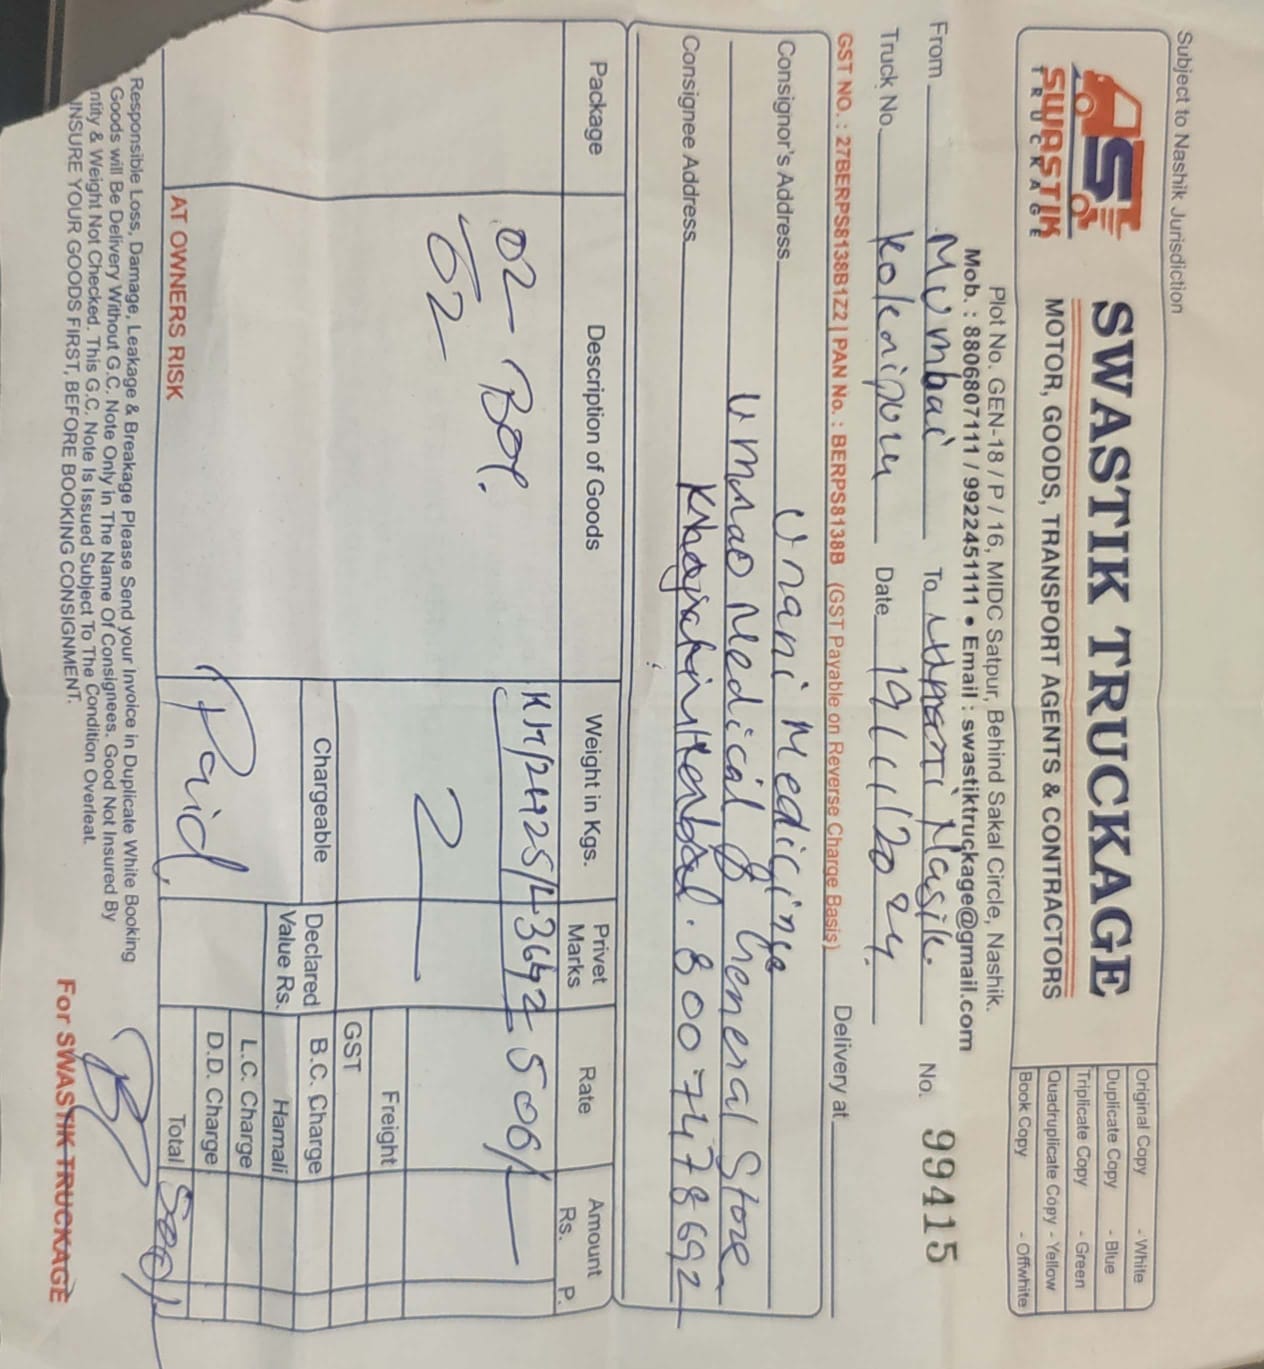 Subject to Nashik Jurisdiction
SWASTIK
TRUCKAGE
SWASTIK TRUCKAGE
MOTOR, GOODS, TRANSPORT AGENTS & CONTRACTORS
Plot No. GEN-18 / P / 16, MIDC Satpur, Behind Sakal Circle, Nashik.
Mob. : 8806807111 / 9922451111 • Email : swastiktruckage@gmail.com
Original Copy - White
Duplicate Copy - Blue
Triplicate Copy - Green
Quadruplicate Copy - Yellow
Book Copy - Offwhite
From Mumbai To Nasik. No. 99415
Truck No. Date 19/11/2024.
GST NO. : 27BERPS8138B1Z2 | PAN No. : BERPS8138B (GST Payable on Reverse Charge Basis) Delivery at
Consignor's Address Unani Medicine
Umrao Medical & General Store
Consignee Address 8007478692
Package Description of Goods Weight in Kgs. Privet Marks Rate Amount Rs. P.
02- Box. KH/2425/43642 500/-
02 2
Freight
GST
Chargeable Declared Value Rs. B.C. Charge
Hamali
L.C. Charge
D.D. Charge
AT OWNERS RISK Paid. Total 500/-
Responsible Loss, Damage, Leakage & Breakage Please Send your Invoice in Duplicate White Booking
Goods will Be Delivery Without G.C. Note Only in The Name Of Consignees. Good Not Insured By
ntity & Weight Not Checked. This G.C. Note Is Issued Subject To The Condition Overleat.
INSURE YOUR GOODS FIRST, BEFORE BOOKING CONSIGNMENT.
For SWASTIK TRUCKAGE